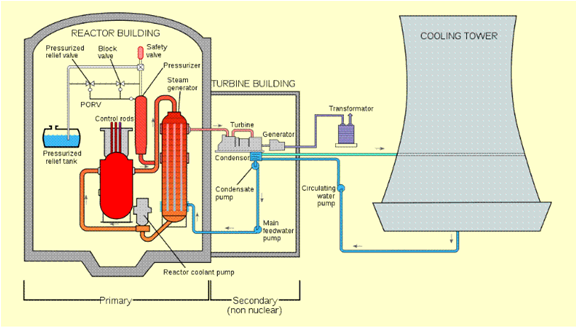 REACTOR BUILDING
Pressurized
relief valve
Block
valve
Safety
valve
Pressurizer
Steam
generator
PORV
Control rods
Pressurized
relief tank
Reactor coolant pump
TURBINE BUILDING
Turbine
Generator
Condensor
Condensate
pump
Main
feedwater
pump
Transformator
Circulating
water
pump
COOLING TOWER
Primary
Secondary
(non nuclear)